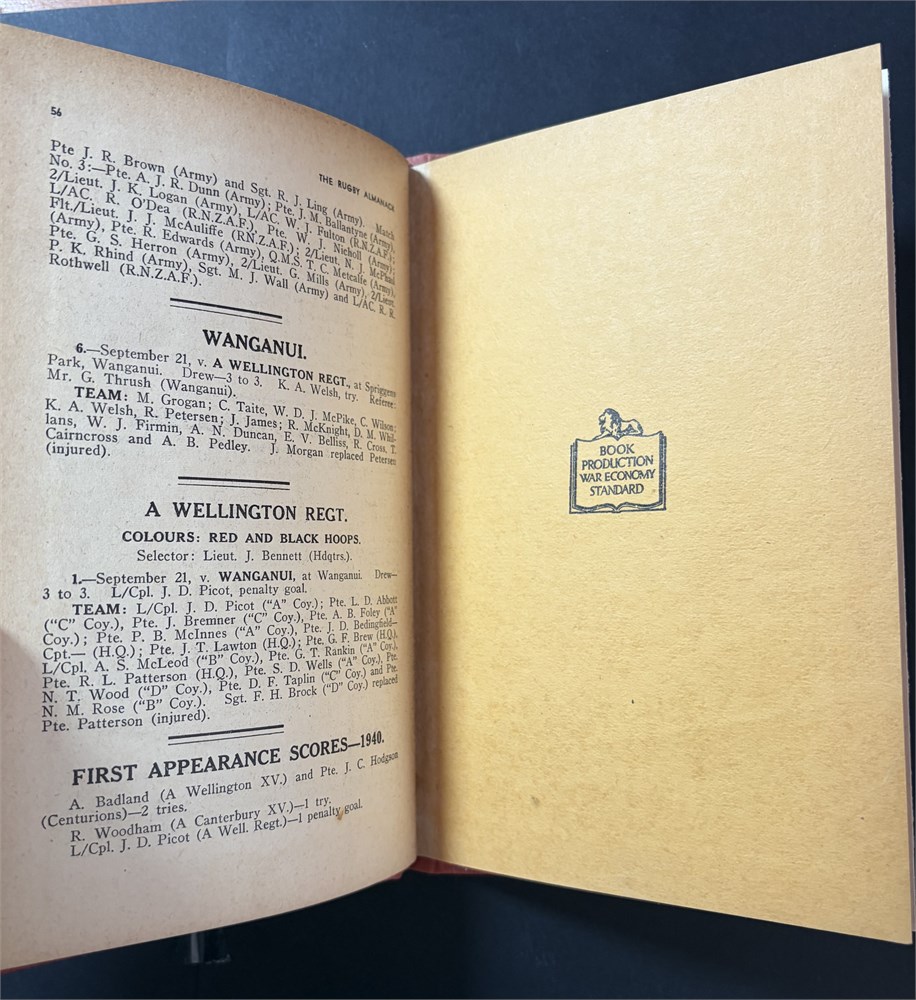 56
THE RUGBY ALMANACK
Pte J. R. Brown (Army) and Sgt. R. J. Ling (Army). Match
No. 3:—Pte. A. J. R. Dunn (Army); Pte. J. M. Ballantyne (Army),
2/Lieut. J. K. Logan (Army), L/AC. W. J. Fulton (R.N.Z.A.F.);
L/AC. R. O'Dea (R.N.Z.A.F.), Pte. W. J. Nicholl (Army);
Flt./Lieut. J. J. McAuliffe (R.N.Z.A.F.); 2/Lieut. N. J. McPhail
(Army), Pte. R. Edwards (Army), Q.M.S. T. C. Metcalfe (Army),
Pte. G. S. Herron (Army), 2/Lieut. G. Mills (Army), 2/Lieut.
P. K. Rhind (Army), Sgt. M. J. Wall (Army) and L/AC. R. R.
Rothwell (R.N.Z.A.F.).
WANGANUI.
6.—September 21, v. A WELLINGTON REGT., at Spriggens
Park, Wanganui. Drew—3 to 3. K. A. Welsh, try. Referee:
Mr. G. Thrush (Wanganui).
TEAM: M. Grogan; C. Taite, W. D. J. McPike, C. Wilson;
K. A. Welsh, R. Petersen; J. James; R. McKnight, D. M. Whil-
lans, W. J. Firmin, A. N. Duncan, E. V. Belliss, R. Cross, T.
Cairncross and A. B. Pedley. J. Morgan replaced Petersen
(injured).
A WELLINGTON REGT.
COLOURS: RED AND BLACK HOOPS.
Selector: Lieut. J. Bennett (Hdqtrs.).
1.—September 21, v. WANGANUI, at Wanganui. Drew—
3 to 3. L/Cpl. J. D. Picot, penalty goal.
TEAM: L/Cpl. J. D. Picot ("A" Coy.); Pte. L. D. Abbott
("C" Coy.), Pte. J. Bremner ("C" Coy.), Pte. A. B. Foley ("A"
Coy.); Pte. P. B. McInnes ("A" Coy.), Pte. J. D. Bedingfield—
Cpt.— (H.Q.); Pte. J. T. Lawton (H.Q.); Pte. G. F. Brew (H.Q.),
L/Cpl. A. S. McLeod ("B" Coy.), Pte. G. T. Rankin ("A" Coy.),
Pte. R. L. Patterson (H.Q.), Pte. S. D. Wells ("A" Coy.), Pte.
N. T. Wood ("D" Coy.), Pte. D. F. Taplin ("C" Coy.) and Pte.
N. M. Rose ("B" Coy.). Sgt. F. H. Brock ("D" Coy.) replaced
Pte. Patterson (injured).
FIRST APPEARANCE SCORES—1940.
A. Badland (A Wellington XV.) and Pte. J. C. Hodgson
(Centurions)—2 tries.
R. Woodham (A Canterbury XV.)—1 try.
L/Cpl. J. D. Picot (A Well. Regt.)—1 penalty goal.
BOOK
PRODUCTION
WAR ECONOMY
STANDARD